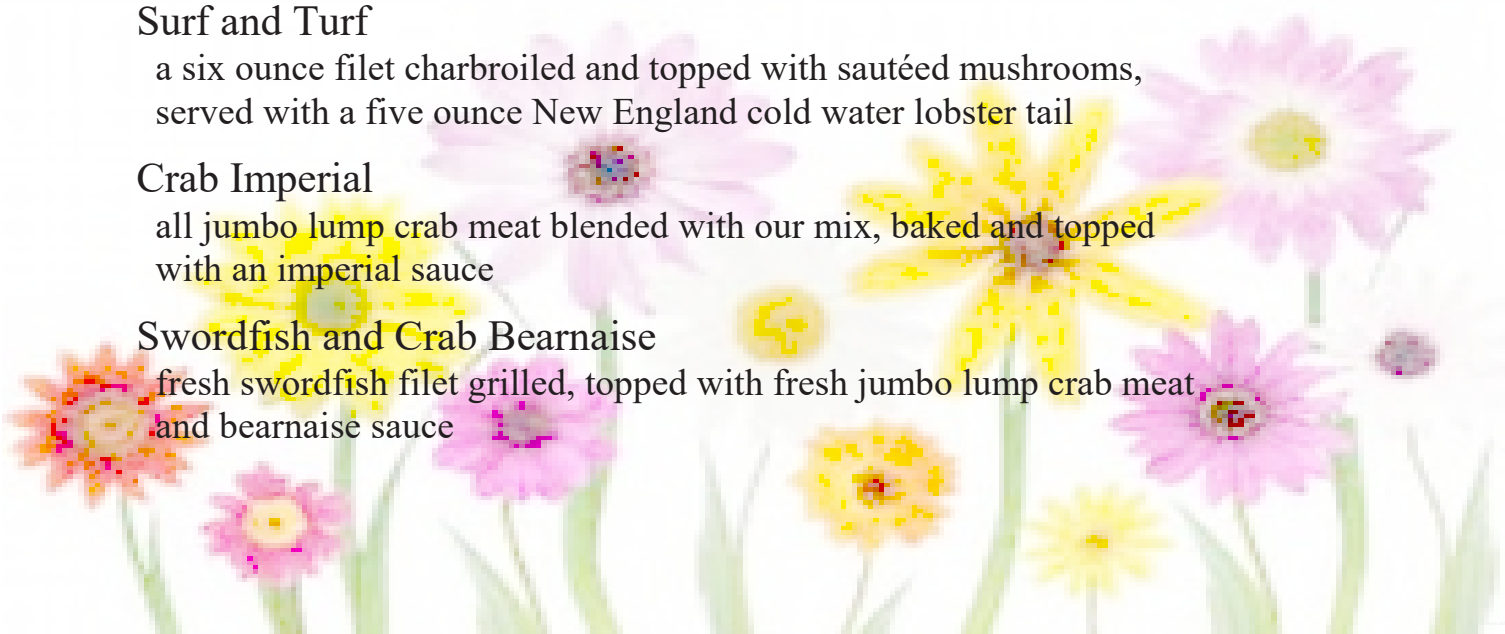 Surf and Turf
a six ounce filet charbroiled and topped with sautéed mushrooms,
served with a five ounce New England cold water lobster tail
Crab Imperial
all jumbo lump crab meat blended with our mix, baked and topped
with an imperial sauce
Swordfish and Crab Bearnaise
fresh swordfish filet grilled, topped with fresh jumbo lump crab meat
and bearnaise sauce